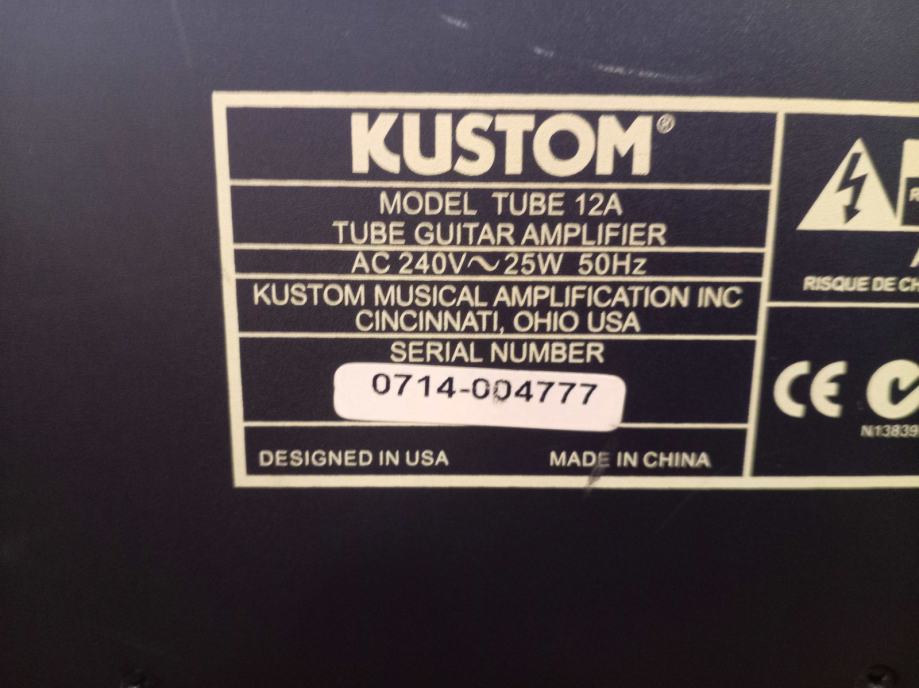 KUSTOM®
MODEL TUBE 12A
TUBE GUITAR AMPLIFIER
AC 240V~25W 50Hz
KUSTOM MUSICAL AMPLIFICATION INC
CINCINNATI, OHIO USA
SERIAL NUMBER
0714-004777
DESIGNED IN USA MADE IN CHINA
RISQUE DE
CE
N13839